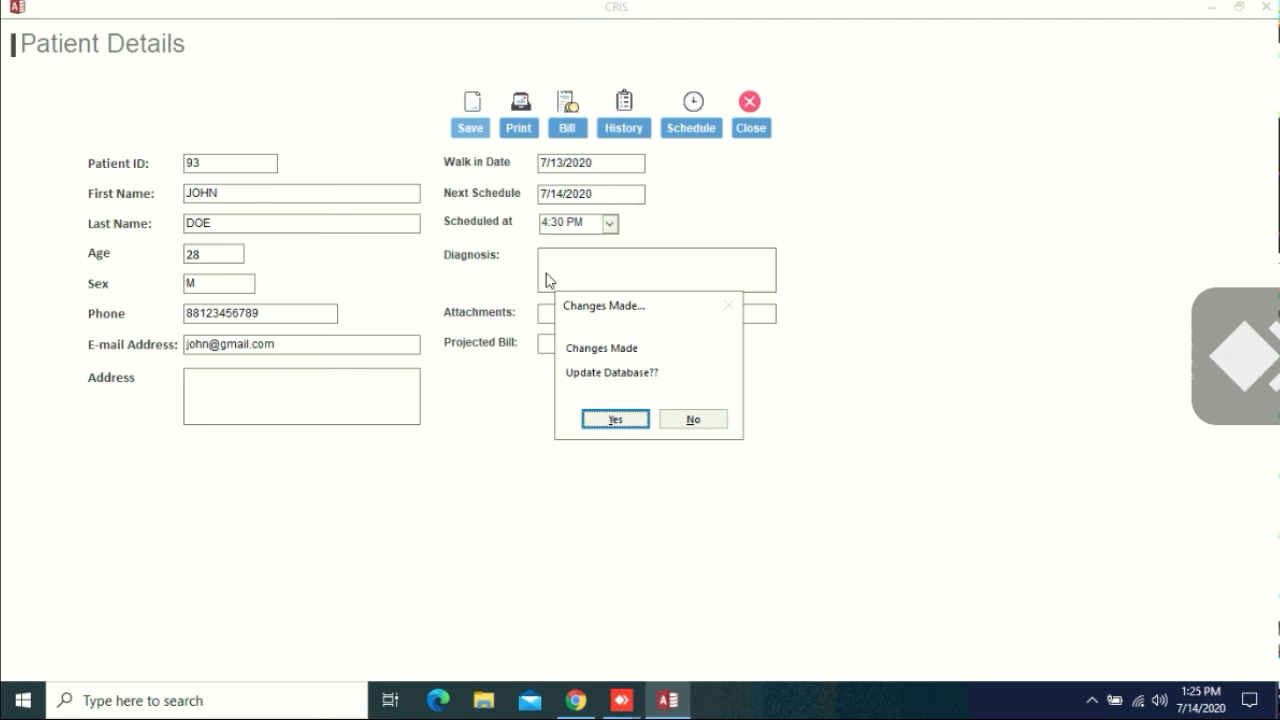 CRIS
Patient Details
Save Print Bill History Schedule Close
Patient ID: 93
First Name: JOHN
Last Name: DOE
Age 28
Sex M
Phone 88123456789
E-mail Address: john@gmail.com
Address
Walk in Date 7/13/2020
Next Schedule 7/14/2020
Scheduled at 4:30 PM
Diagnosis:
Attachments:
Projected Bill:
Changes Made...
Changes Made
Update Database??
Yes No
Type here to search
1:25 PM
7/14/2020